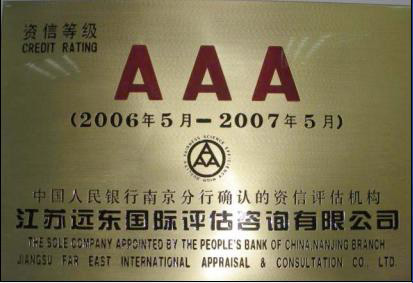 资信等级
CREDIT RATING
AAA
(2006年5月－2007年5月)
中国人民银行南京分行确认的资信评估机构
江苏远东国际评估咨询有限公司
THE SOLE COMPANY APPOINTED BY THE PEOPLE'S BANK OF CHINA,NANJING BRANCH
JIANGSU FAR EAST INTERNATIONAL APPRAISAL & CONSULTATION CO., LTD.